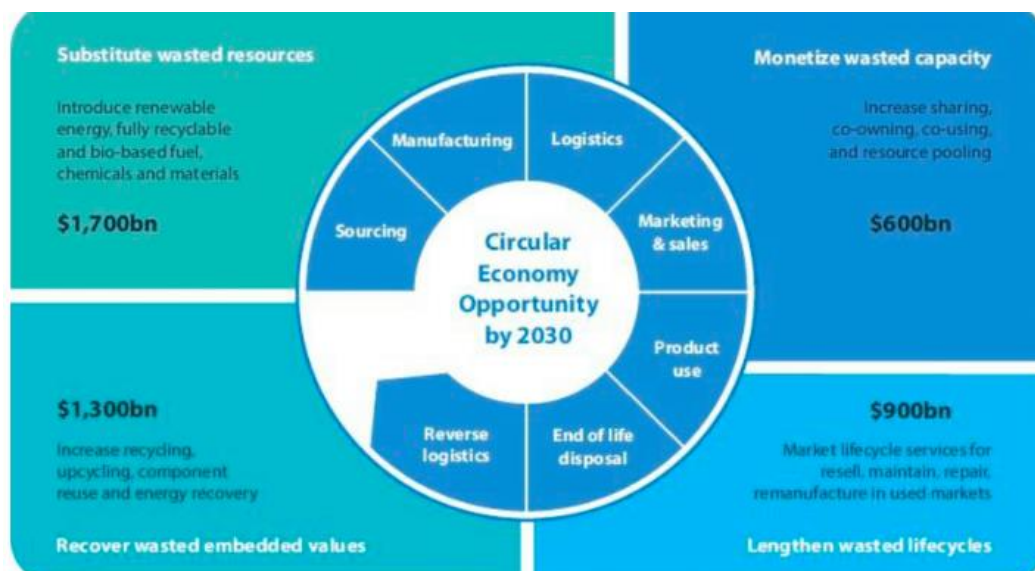 Substitute wasted resources
Introduce renewable
energy, fully recyclable
and bio-based fuel,
chemicals and materials
$1,700bn
Monetize wasted capacity
Increase sharing,
co-owning, co-using,
and resource pooling
$600bn
Manufacturing
Logistics
Sourcing
Marketing
& sales
Circular
Economy
Opportunity
by 2030
Product
use
Reverse
logistics
End of life
disposal
$1,300bn
Increase recycling,
upcycling, component
reuse and energy recovery
Recover wasted embedded values
$900bn
Market lifecycle services for
resell, maintain, repair,
remanufacture in used markets
Lengthen wasted lifecycles